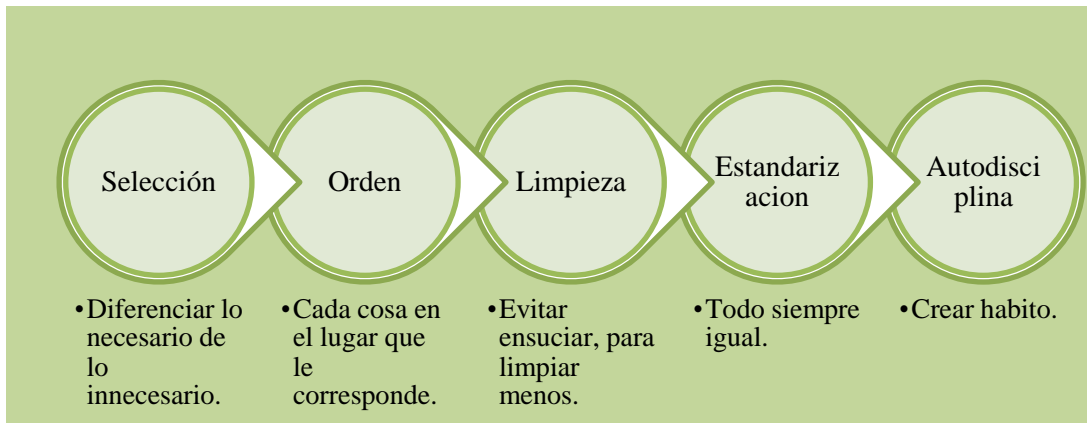 Selección
Orden
Limpieza
Estandariz
acion
Autodisci
plina
•Diferenciar lo
necesario de
lo
innecesario.
•Cada cosa en
el lugar que
le
corresponde.
•Evitar
ensuciar, para
limpiar
menos.
•Todo siempre
igual.
•Crear habito.